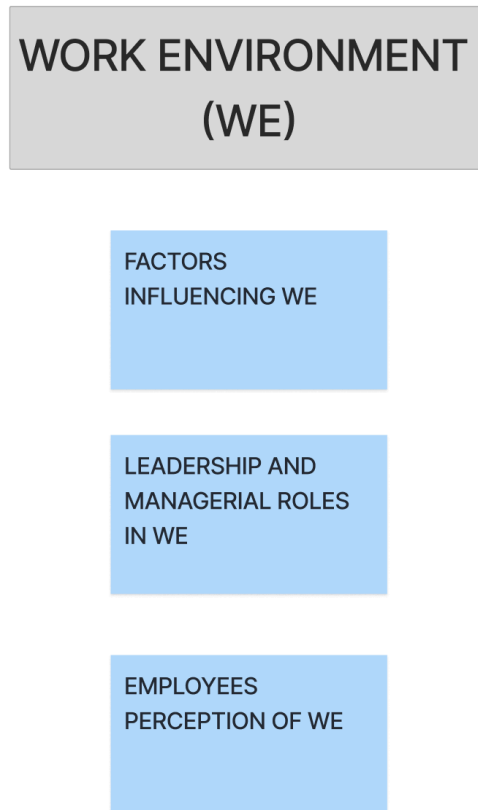 WORK ENVIRONMENT
(WE)
FACTORS
INFLUENCING WE
LEADERSHIP AND
MANAGERIAL ROLES
IN WE
EMPLOYEES
PERCEPTION OF WE